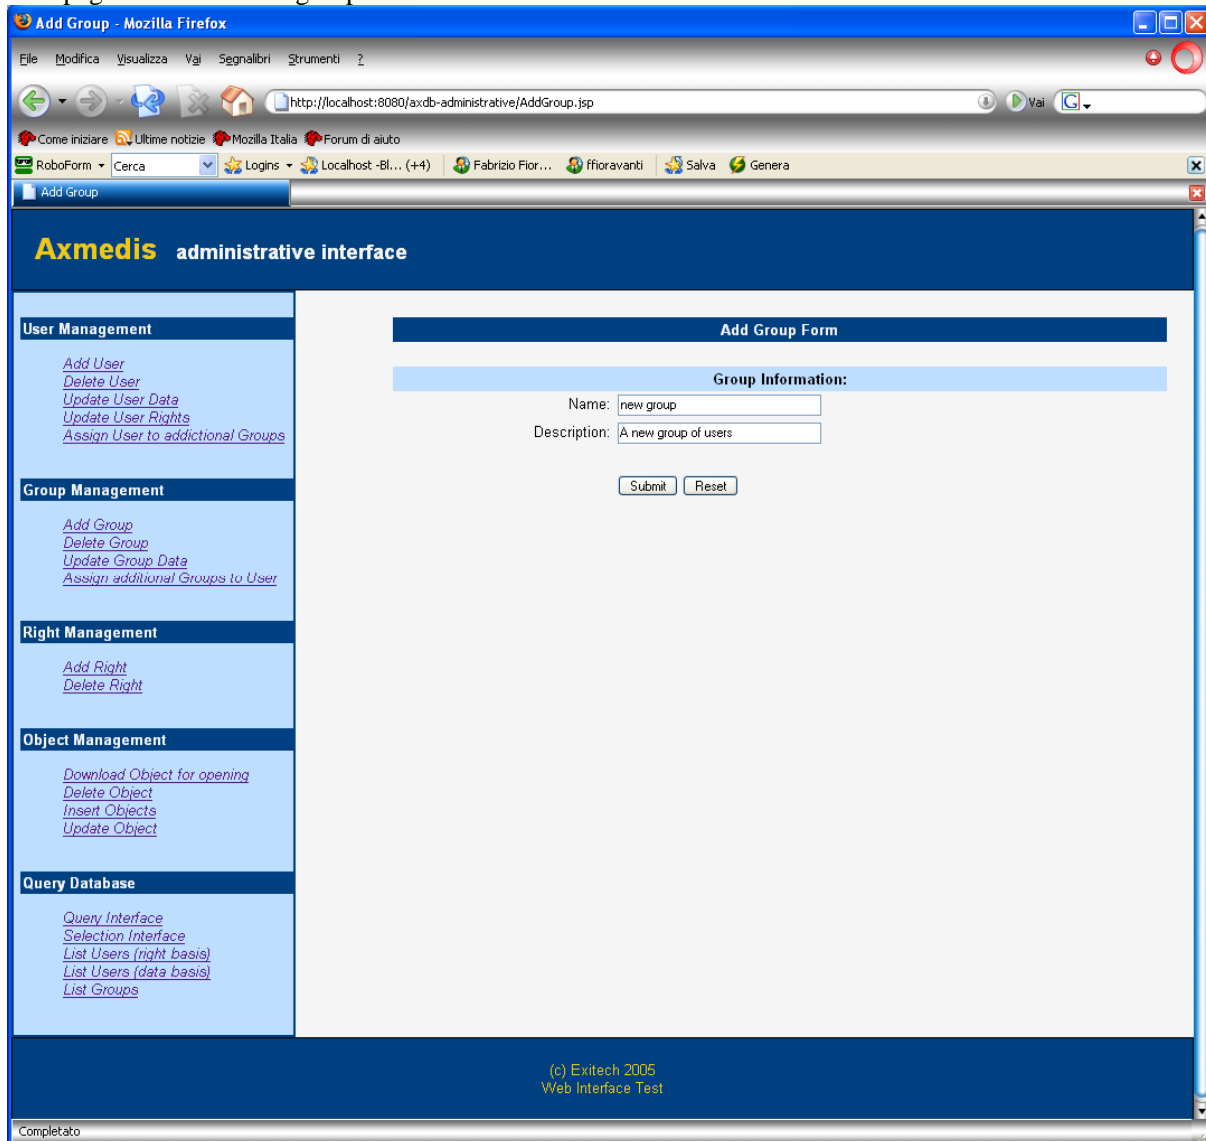 Add Group - Mozilla Firefox
File Modifica Visualizza Vai Segnalibri Strumenti ?
http://localhost:8080/axdb-administrative/AddGroup.jsp Vai G
Come iniziare Ultime notizie Mozilla Italia Forum di aiuto
RoboForm Cerca Logins Localhost -Bl... (+4) Fabrizio Fior... ffioravanti Salva Genera
Add Group
Axmedis administrative interface
User Management
Add User
Delete User
Update User Data
Update User Rights
Assign User to addictional Groups
Group Management
Add Group
Delete Group
Update Group Data
Assign additional Groups to User
Right Management
Add Right
Delete Right
Object Management
Download Object for opening
Delete Object
Insert Objects
Update Object
Query Database
Query Interface
Selection Interface
List Users (right basis)
List Users (data basis)
List Groups
Add Group Form
Group Information:
Name: new group
Description: A new group of users
Submit Reset
(c) Exitech 2005
Web Interface Test
Completato